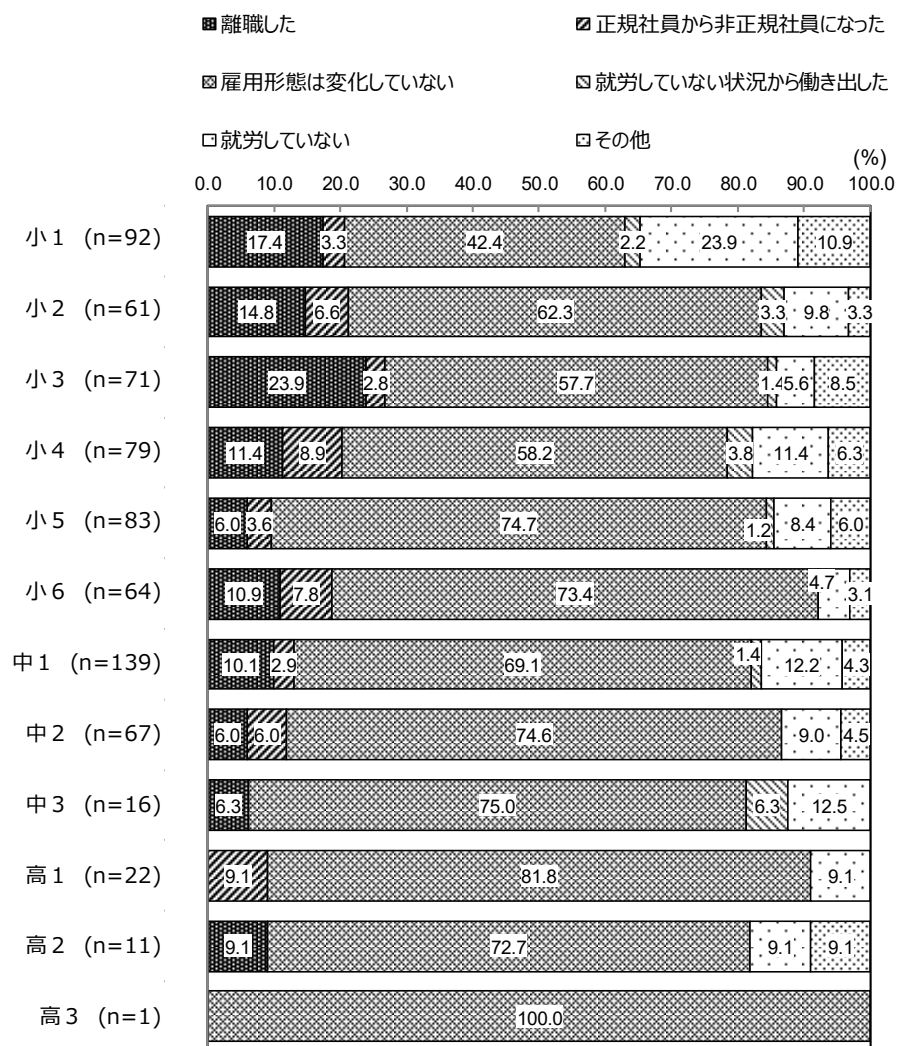 離職した 正規社員から非正規社員になった
雇用形態は変化していない 就労していない状況から働き出した
就労していない その他
(%)
0.0 10.0 20.0 30.0 40.0 50.0 60.0 70.0 80.0 90.0 100.0
小1 (n=92) 17.4 3.3 42.4 2.2 23.9 10.9
小2 (n=61) 14.8 6.6 62.3 3.3 9.8 3.3
小3 (n=71) 23.9 2.8 57.7 1.4 5.6 8.5
小4 (n=79) 11.4 8.9 58.2 3.8 11.4 6.3
小5 (n=83) 6.0 3.6 74.7 1.2 8.4 6.0
小6 (n=64) 10.9 7.8 73.4 4.7 3.1
中1 (n=139) 10.1 2.9 69.1 1.4 12.2 4.3
中2 (n=67) 6.0 6.0 74.6 9.0 4.5
中3 (n=16) 6.3 75.0 6.3 12.5
高1 (n=22) 9.1 81.8 9.1
高2 (n=11) 9.1 72.7 9.1 9.1
高3 (n=1) 100.0